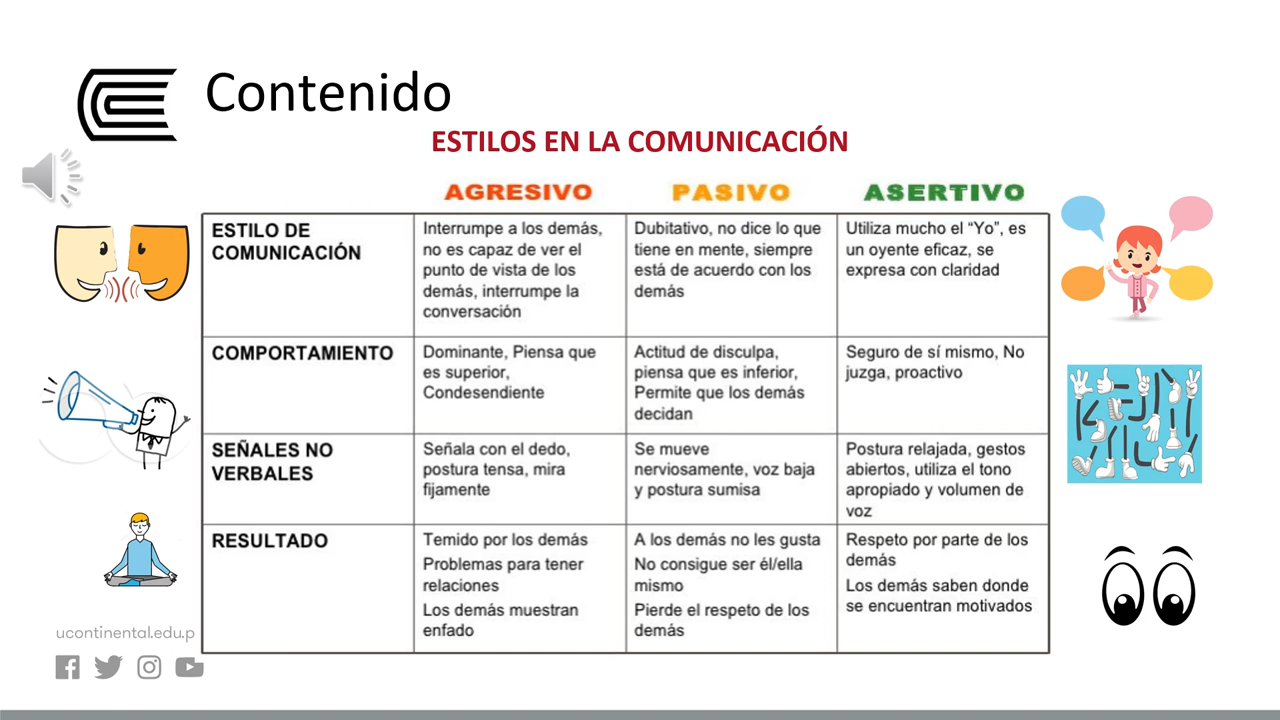 Contenido
ESTILOS EN LA COMUNICACIÓN
AGRESIVO PASIVO ASERTIVO
ESTILO DE
COMUNICACIÓN
Interrumpe a los demás,
no es capaz de ver el
punto de vista de los
demás, interrumpe la
conversación
Dubitativo, no dice lo que
tiene en mente, siempre
está de acuerdo con los
demás
Utiliza mucho el “Yo”, es
un oyente eficaz, se
expresa con claridad
COMPORTAMIENTO
Dominante, Piensa que
es superior,
Condesendiente
Actitud de disculpa,
piensa que es inferior,
Permite que los demás
decidan
Seguro de sí mismo, No
juzga, proactivo
SEÑALES NO
VERBALES
Señala con el dedo,
postura tensa, mira
fijamente
Se mueve
nerviosamente, voz baja
y postura sumisa
Postura relajada, gestos
abiertos, utiliza el tono
apropiado y volumen de
voz
RESULTADO
Temido por los demás
Problemas para tener
relaciones
Los demás muestran
enfado
A los demás no les gusta
No consigue ser él/ella
mismo
Pierde el respeto de los
demás
Respeto por parte de los
demás
Los demás saben donde
se encuentran motivados
ucontinental.edu.p